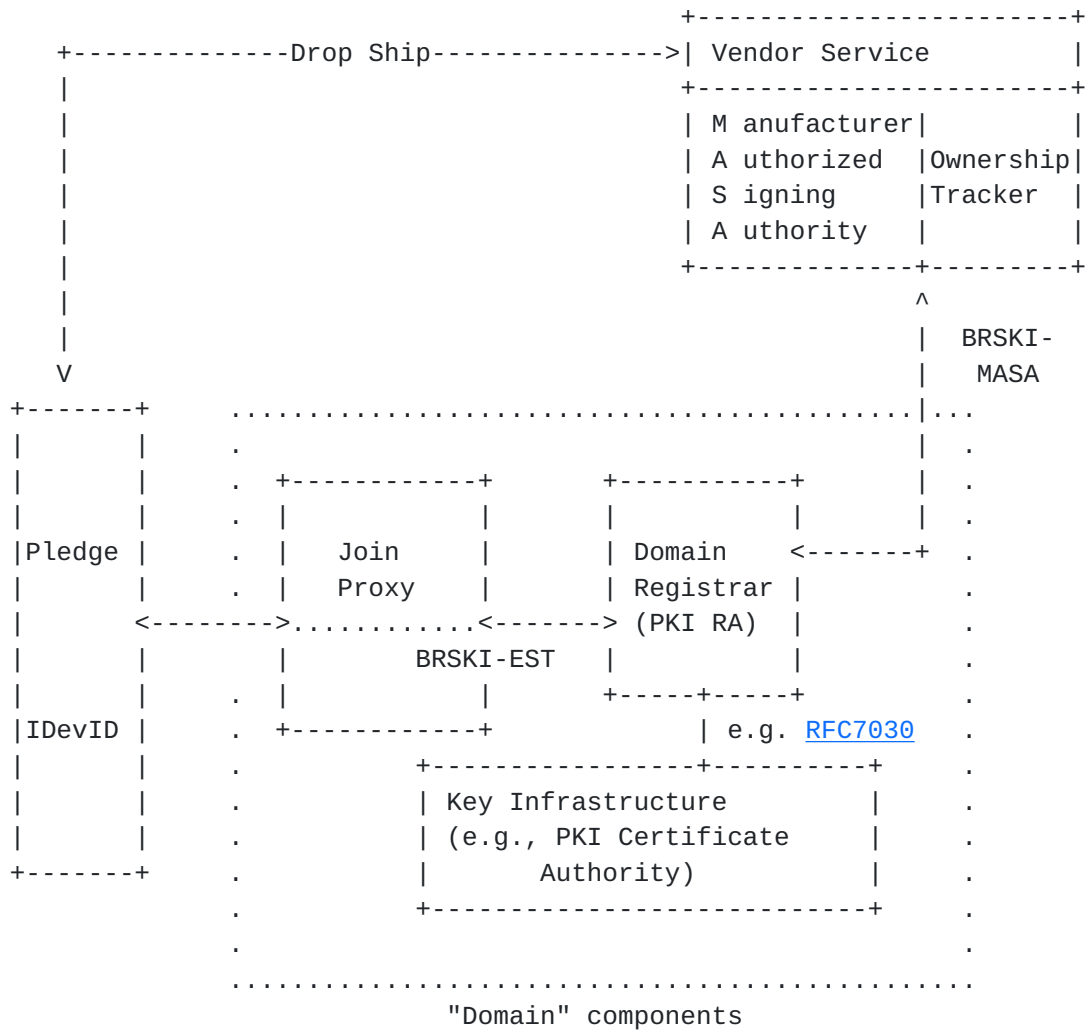 +------------------------+
+--------------Drop Ship--------------->| Vendor Service         |
|                                       +------------------------+
|                                       | M anufacturer|         |
|                                       | A uthorized  |Ownership|
|                                       | S igning     |Tracker  |
|                                       | A uthority   |         |
|                                       +--------------+---------+
|                                                      ^
|                                                      |  BRSKI-
V                                                      |   MASA
+-------+     ............................................|...
|       |     .                                           |  .
|       |     .  +------------+       +-----------+       |  .
|       |     .  |            |       |           |       |  .
|Pledge |     .  |   Join     |       | Domain    <-------+  .
|       |     .  |   Proxy    |       | Registrar |          .
|       <-------->............<-------> (PKI RA)  |          .
|       |        |        BRSKI-EST   |           |          .
|       |     .  |            |       +-----+-----+          .
|IDevID |     .  +------------+             | e.g. RFC7030   .
|       |     .           +-----------------+----------+     .
|       |     .           | Key Infrastructure         |     .
|       |     .           | (e.g., PKI Certificate     |     .
+-------+     .           |       Authority)           |     .
.           +----------------------------+     .
.                                              .
................................................
"Domain" components